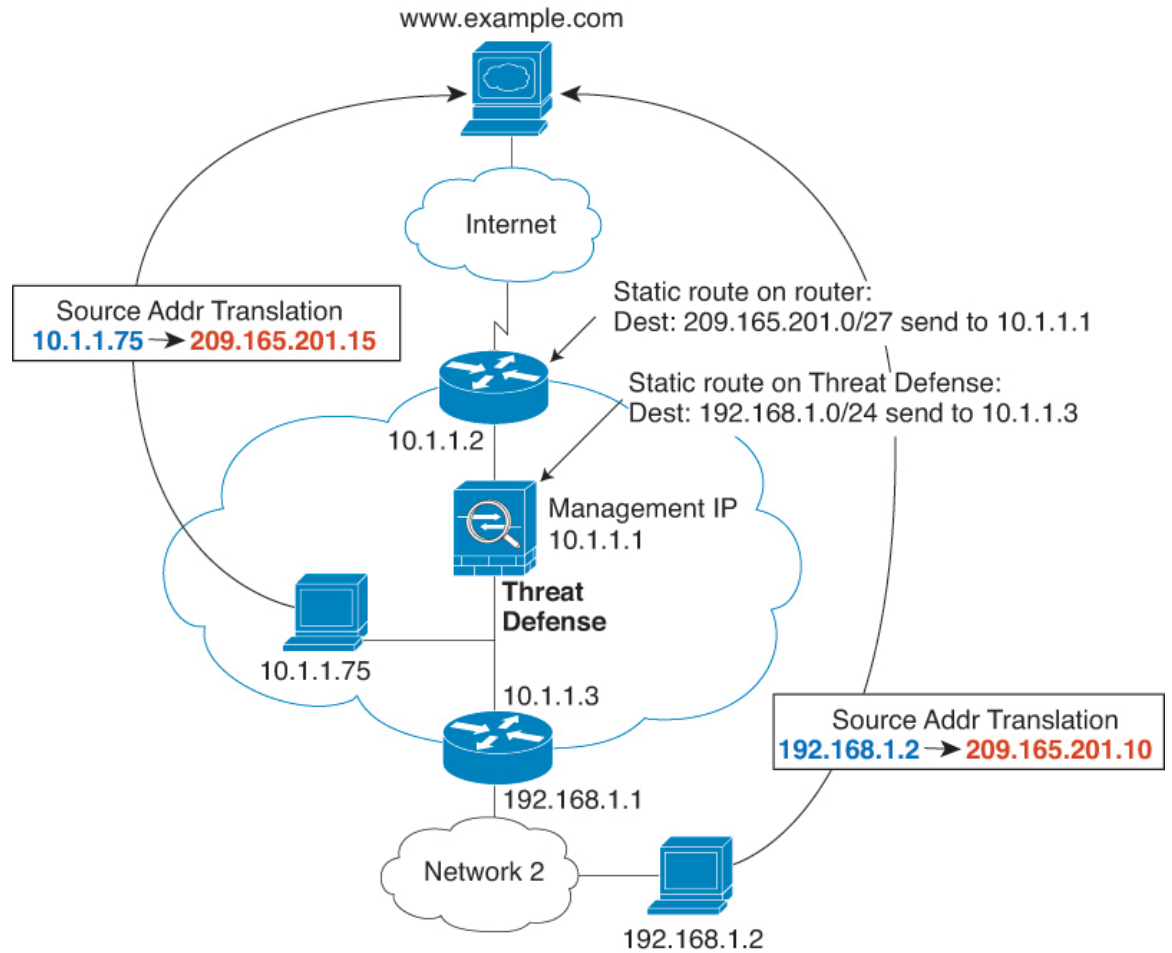 www.example.com
Internet
Source Addr Translation
10.1.1.75 → 209.165.201.15
Static route on router:
Dest: 209.165.201.0/27 send to 10.1.1.1
Static route on Threat Defense:
Dest: 192.168.1.0/24 send to 10.1.1.3
10.1.1.2
Management IP
10.1.1.1
Threat
Defense
10.1.1.75
10.1.1.3
Source Addr Translation
192.168.1.2 → 209.165.201.10
192.168.1.1
Network 2
192.168.1.2